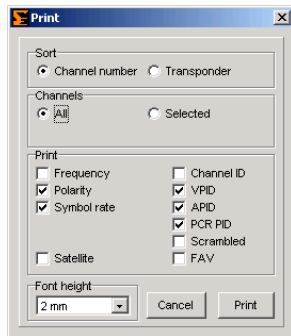 Print
Sort
Channel number Transponder
Channels
All Selected
Print
Frequency Channel ID
Polarity VPID
Symbol rate APID
PCR PID
Scrambled
Satellite FAV
Font height
2 mm Cancel Print